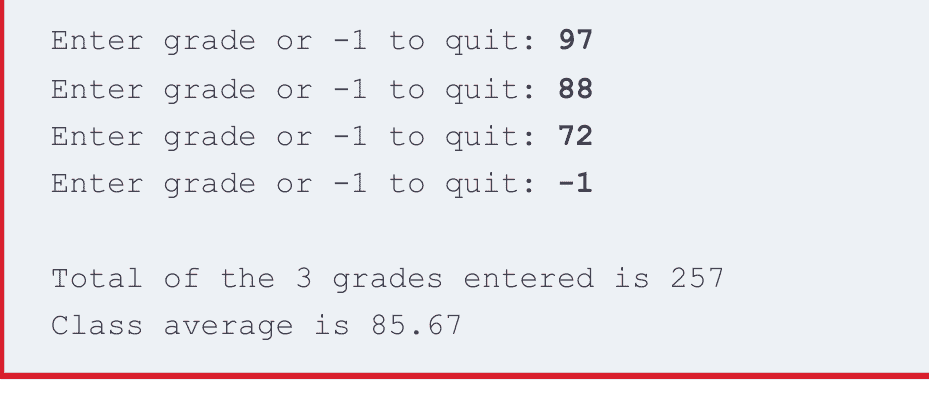 Enter grade or -1 to quit: 97
Enter grade or -1 to quit: 88
Enter grade or -1 to quit: 72
Enter grade or -1 to quit: -1
Total of the 3 grades entered is 257
Class average is 85.67